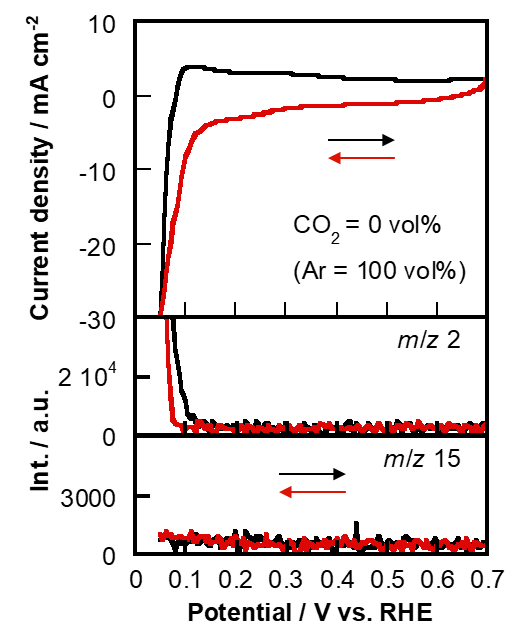 10
0
-10
-20
-30
Current density / mA cm-2
CO2 = 0 vol%
(Ar = 100 vol%)
m/z 2
2 10^4
0
Int. / a.u.
m/z 15
3000
0
0 0.1 0.2 0.3 0.4 0.5 0.6 0.7
Potential / V vs. RHE